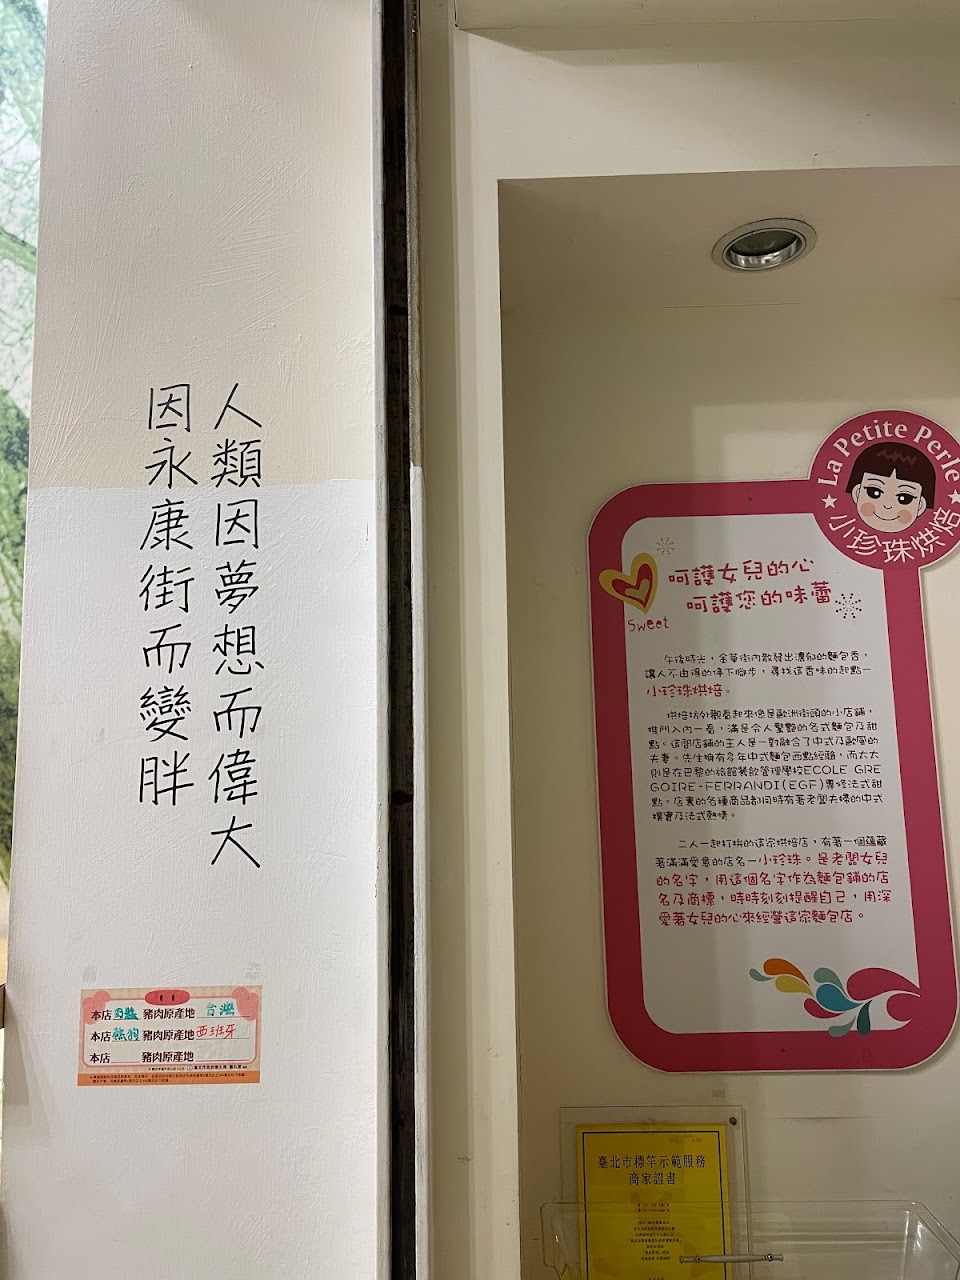 人類因夢想而偉大
因永康街而變胖
La Petite Perle
小珍珠烘焙
呵護女兒的心
呵護您的味蕾
Sweet
午後時光，金華街內散發出濃郁的麵包香，
讓人不由得的停下腳步，尋找這香味的起點—
小珍珠烘焙。
烘焙坊外觀看起來像是歐洲街頭的小店鋪，
推門入內一看，滿是令人驚艷的各式麵包及甜
點。這間店鋪的主人是一對融合了中式及歐風的
夫妻。先生擁有多年中式麵包西點經驗，而太太
則是在巴黎的旅館餐飲管理學校ECOLE GRE
GOIRE-FERRANDI(EGF)專修法式甜
點。店裏的各種商品都同時有著老闆夫婦的中式
樸實及法式熱情。
二人一起打拚的這家烘焙店，有著一個蘊藏
著滿滿愛意的店名—小珍珠。是老闆女兒
的名字，用這個名字作為麵包鋪的店
名及商標，時時刻刻提醒自己，用深
愛著女兒的心來經營這家麵包店。
本店肉鬆 豬肉原產地 台灣
本店熱狗 豬肉原產地 西班牙
本店 豬肉原產地
臺北市標竿示範服務
商家證書